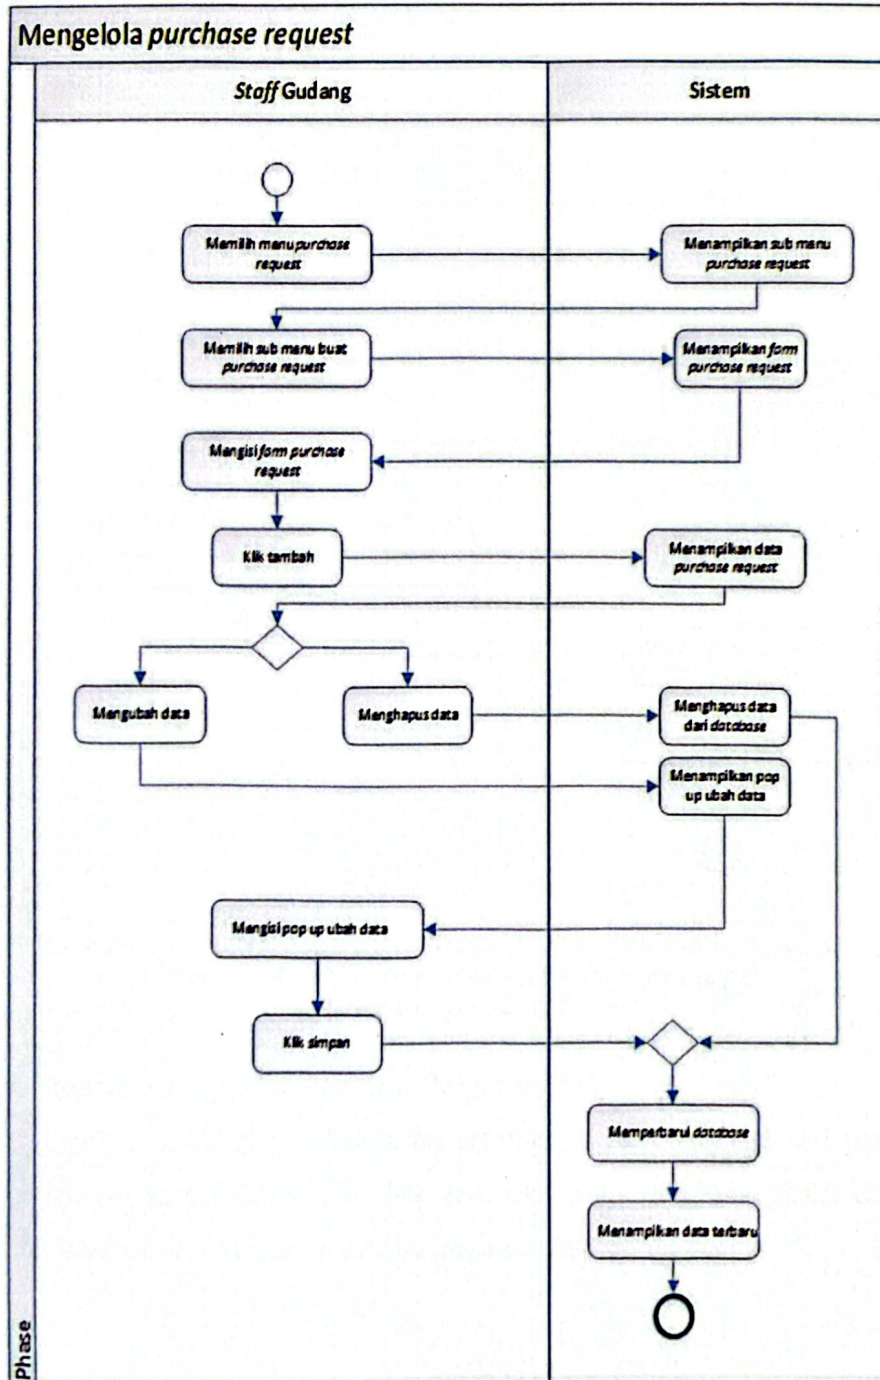 Mengelola purchase request
Staff Gudang
Sistem
Memilih menu purchase
request
Menampilkan sub menu
purchase request
Memilih sub menu buat
purchase request
Menampilkan form
purchase request
Mengisi form purchase
request
Klik tambah
Menampilkan data
purchase request
Mengubah data
Menghapus data
Menghapus data
dari database
Menampilkan pop
up ubah data
Mengisi pop up ubah data
Klik simpan
Memperbarui database
Menampilkan data terbaru
Phase